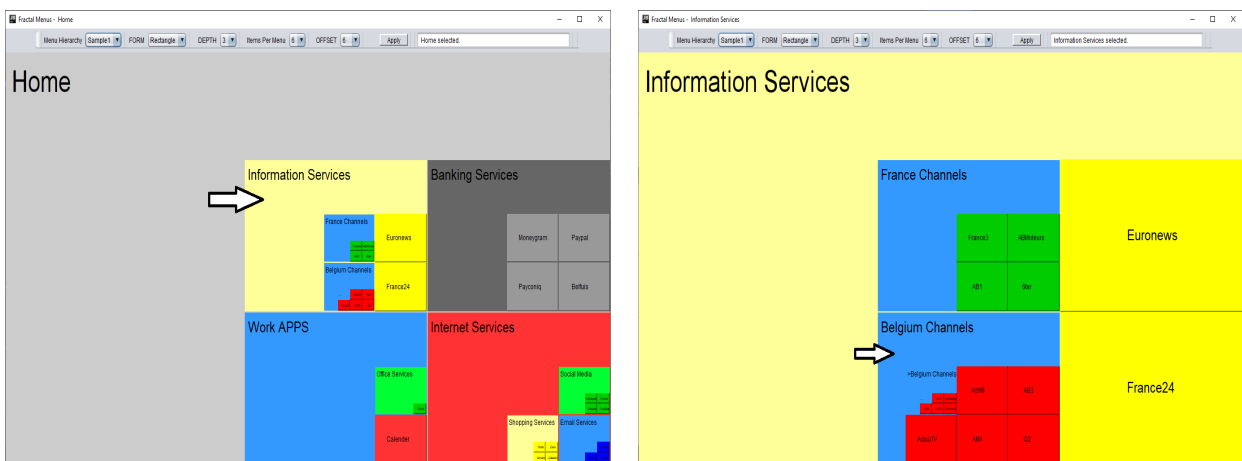 Fractal Menus - Home
Menu Hierarchy Sample1 FORM Rectangle DEPTH 3 Items Per Menu 6 OFFSET 6 Apply Home selected.
Home
Information Services
Banking Services
France Channels
Euronews
Belgium Channels
France24
Moneygram
Paypal
Payconiq
Belfuis
Work APPS
Internet Services
Office Services
Calender
Social Media
Shopping Services
Email Services
Fractal Menus - Information Services
Menu Hierarchy Sample1 FORM Rectangle DEPTH 3 Items Per Menu 6 OFFSET 6 Apply Information Services selected.
Information Services
France Channels
France3
ABMoteurs
AB1
6ter
Euronews
Belgium Channels
+Belgium Channels
Acht8
AB3
ActuaTV
AB4
Q2
France24